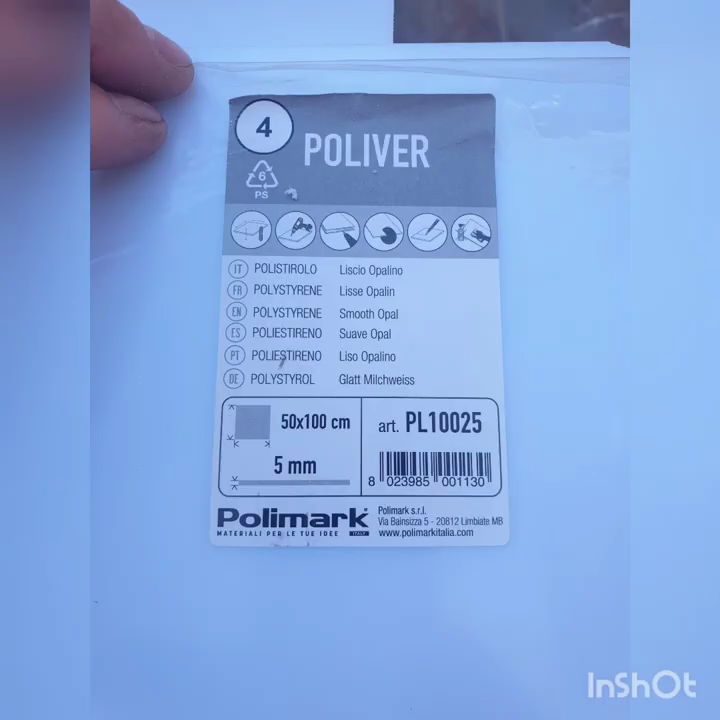 4
POLIVER
6
PS
IT POLISTIROLO Liscio Opalino
FR POLYSTYRENE Lisse Opalin
EN POLYSTYRENE Smooth Opal
ES POLIESTIRENO Suave Opal
PT POLIESTIRENO Liso Opalino
DE POLYSTYROL Glatt Milchweiss
50x100 cm
5 mm
art. PL10025
8 023985 001130
Polimark
MATERIALI PER LE TUE IDEE ITALY
Polimark s.r.l.
Via Bainsizza 5 - 20812 Limbiate MB
www.polimarkitalia.com
InShOt